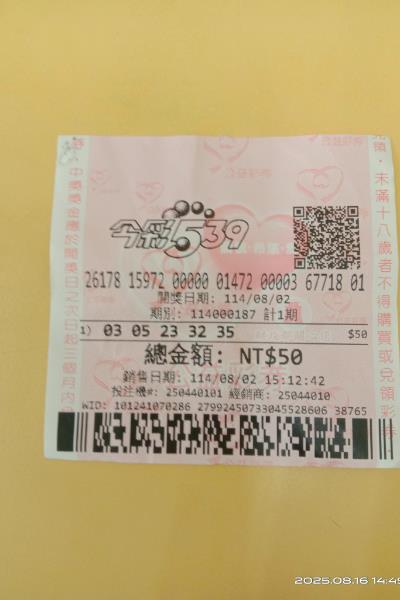 今彩539
26178 15972 00000 01472 00003 67718 01
開獎日期: 114/08/02
期別: 114000187 計1期
1) 03 05 23 32 35 $50
總金額: NT$50
銷售日期: 114/08/02 15:12:42
投注機#: 250440101 經銷商: 25044010
WID: 101241070286 27992450733045528606 38765
領，未滿十八歲者不得購買或兌領彩券
2025.08.16 14:45